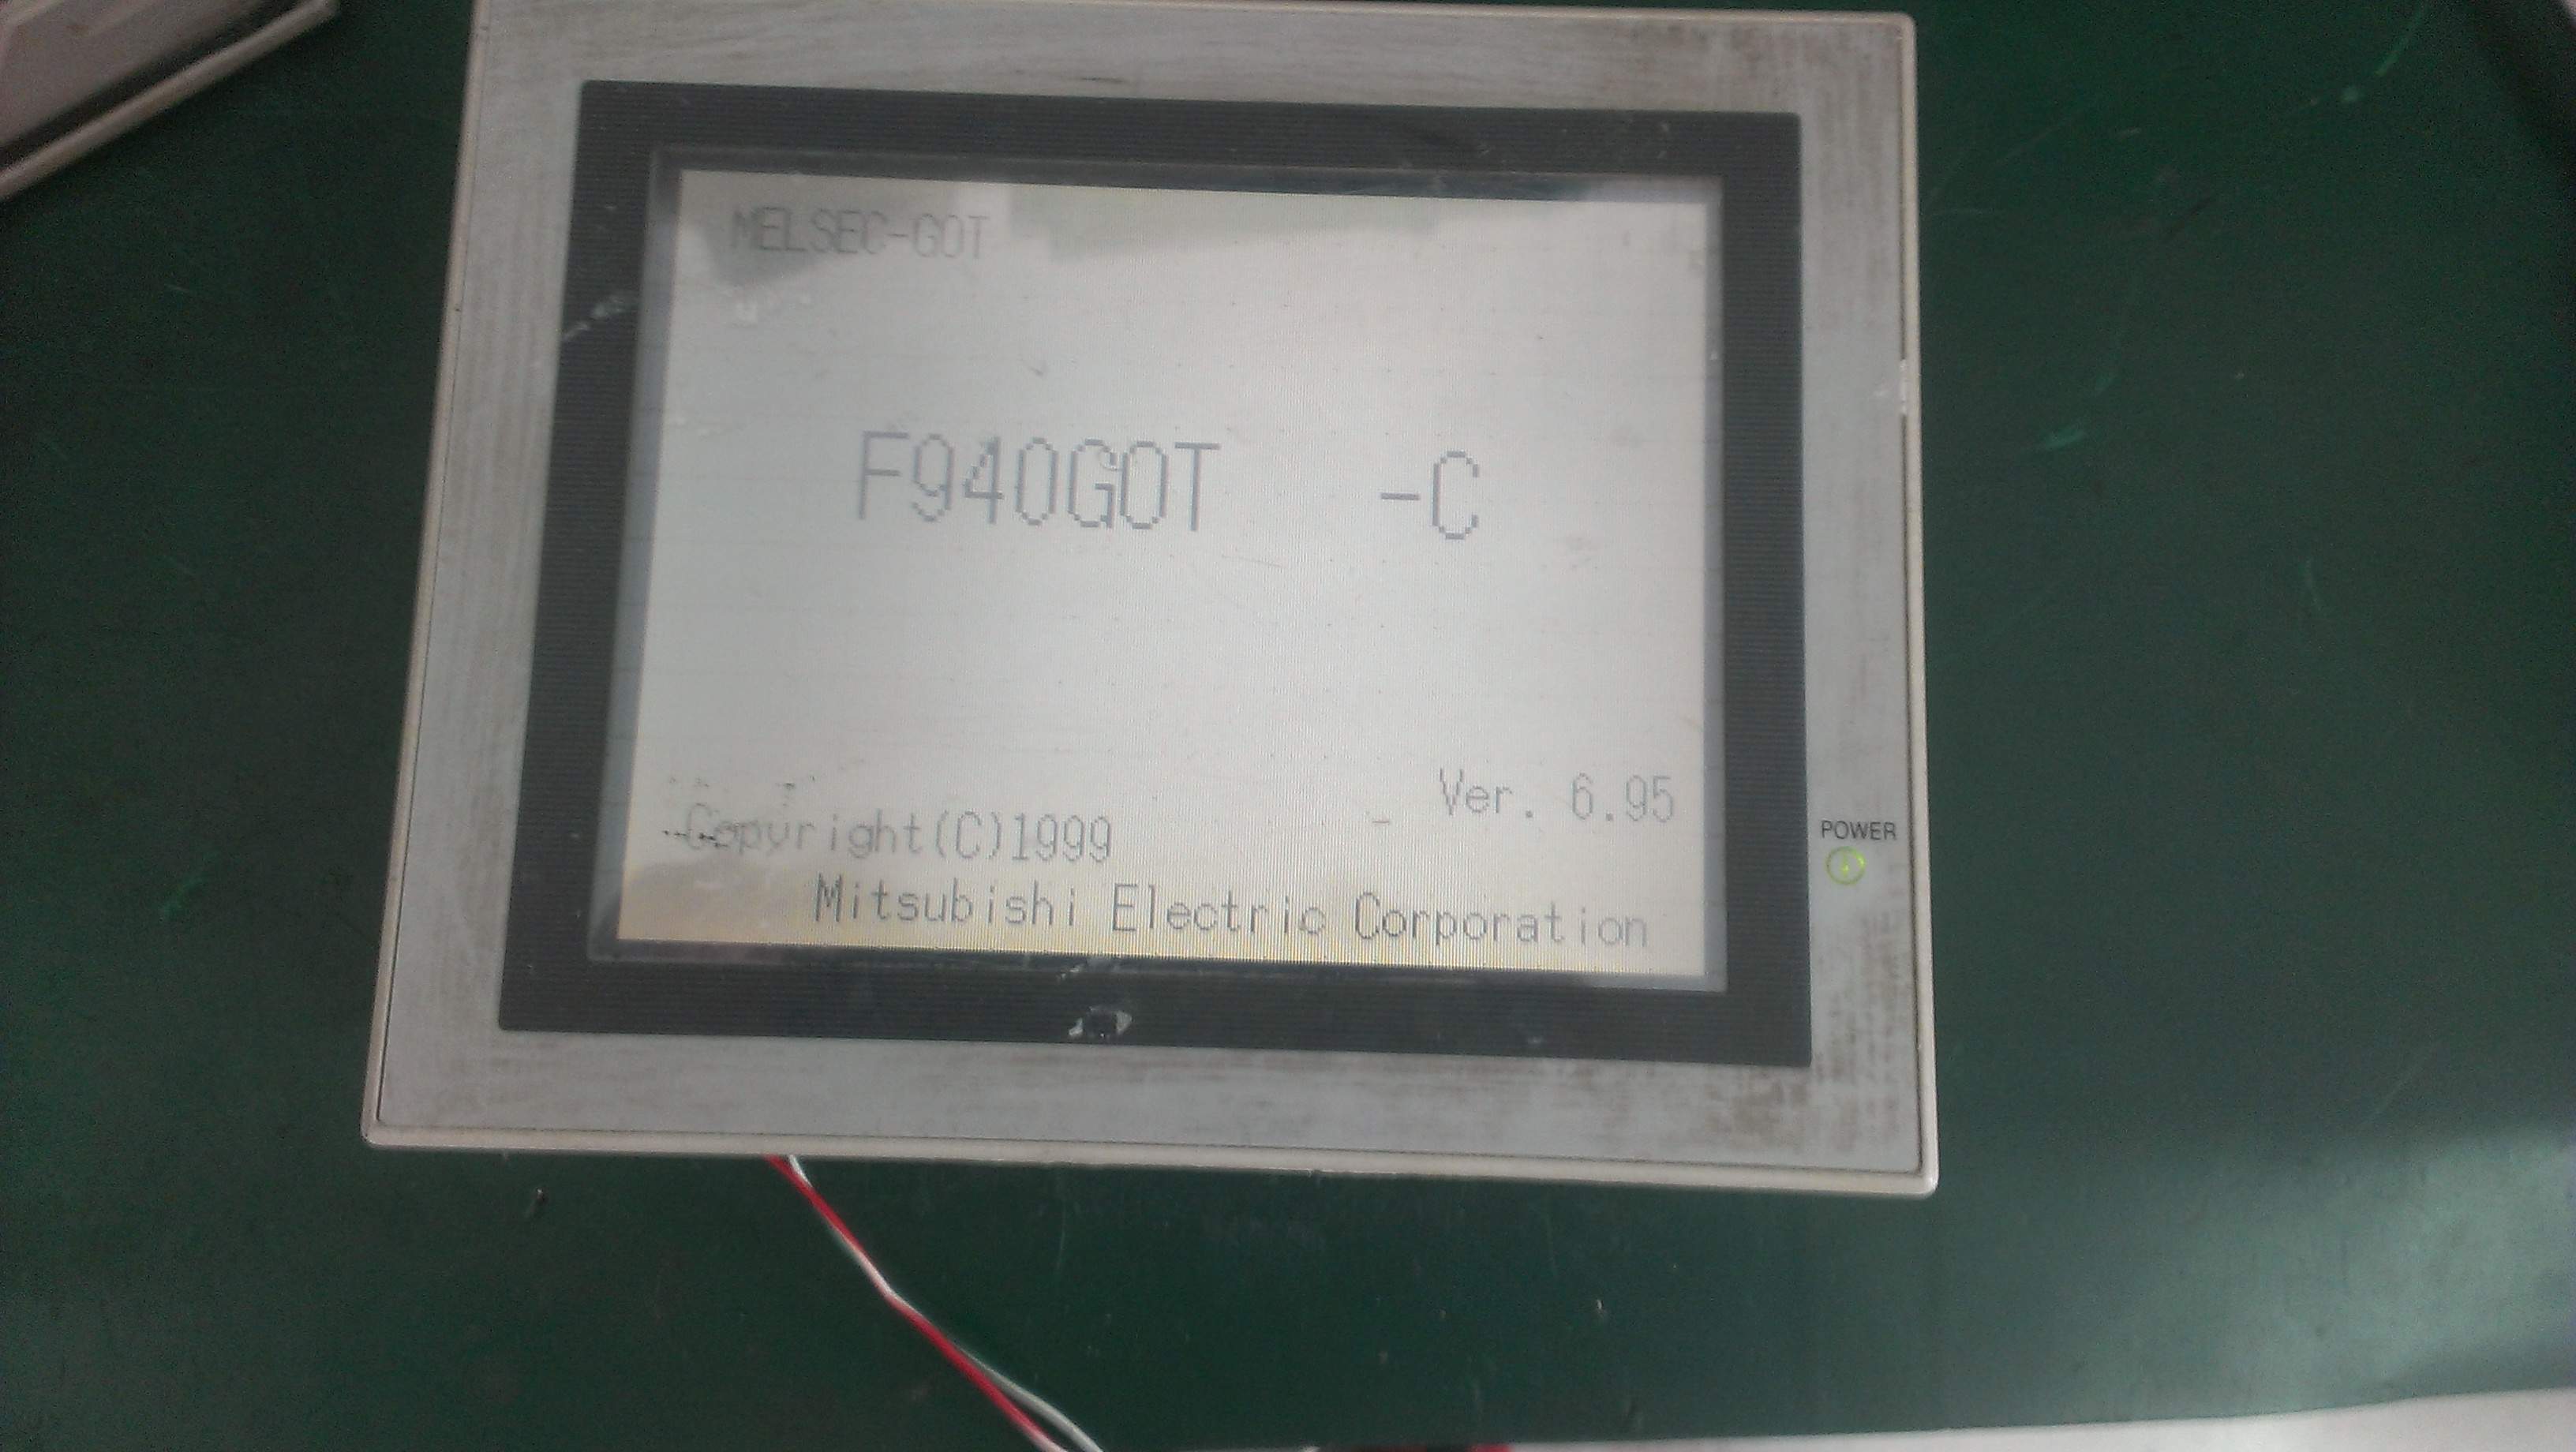 MELSEC-GOT
F940GOT -C
Ver. 6.95
Copyright(C)1999
Mitsubishi Electric Corporation
POWER